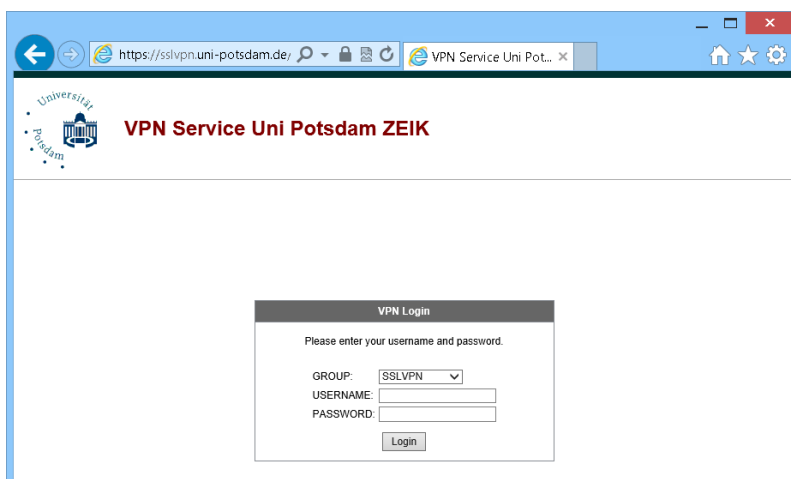 https://sslvpn.uni-potsdam.de/
VPN Service Uni Pot...
Universität
Potsdam
VPN Service Uni Potsdam ZEIK
VPN Login
Please enter your username and password.
GROUP: SSLVPN
USERNAME:
PASSWORD:
Login